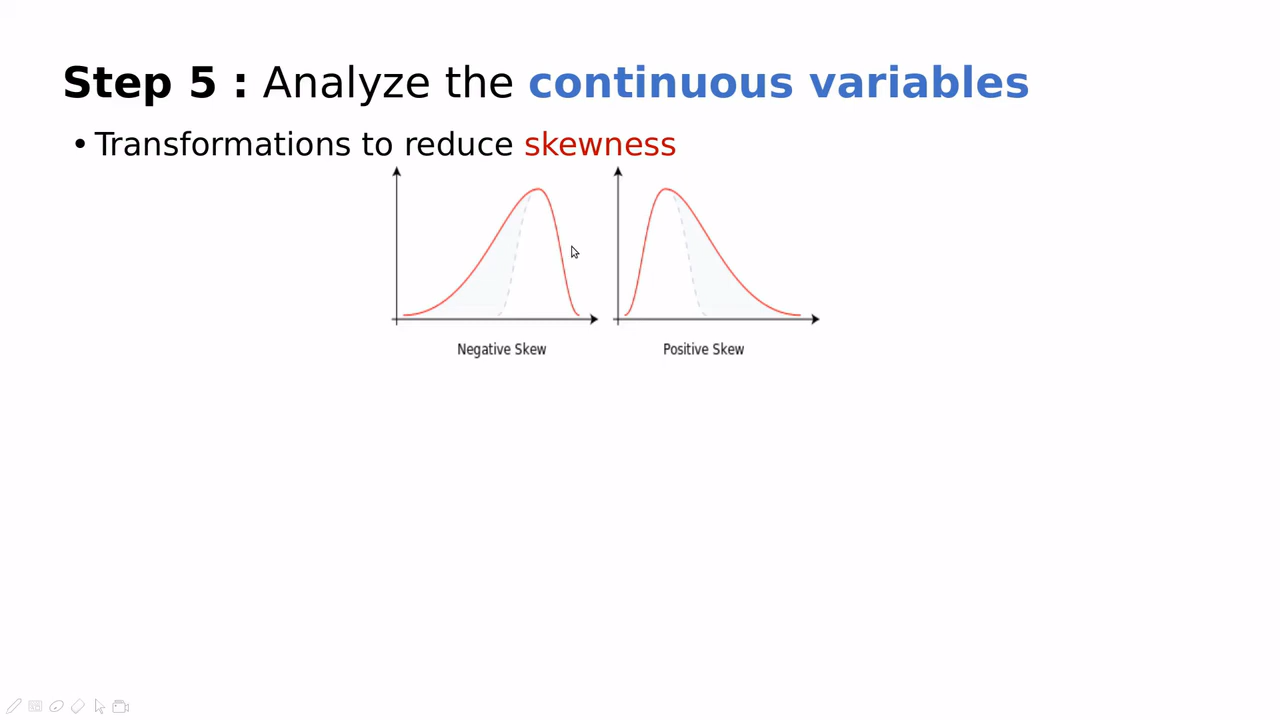 Step 5 : Analyze the continuous variables
• Transformations to reduce skewness
Negative Skew
Positive Skew